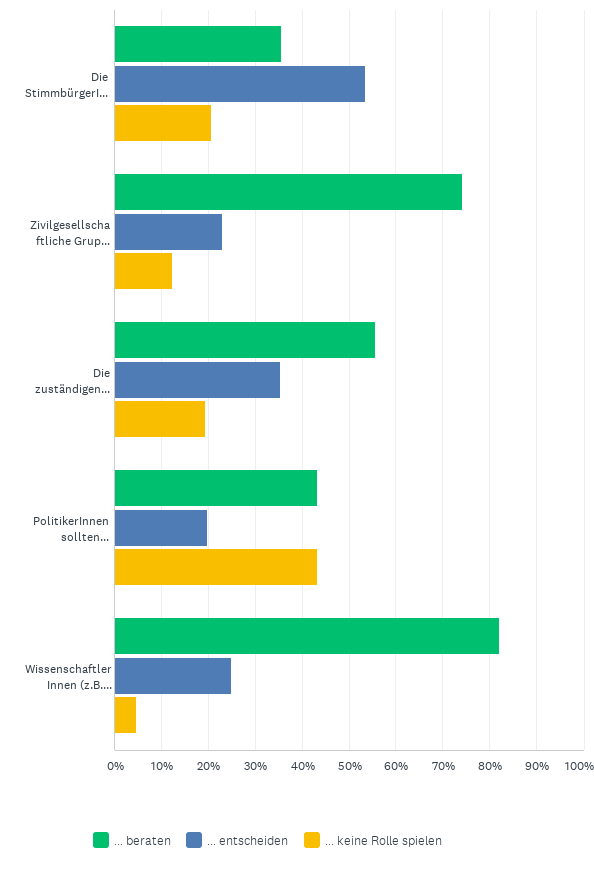 Die
StimmbürgerI...
Zivilgesellscha
ftliche Grup...
Die
zuständigen...
PolitikerInnen
sollten...
Wissenschaftler
Innen (z.B....
0% 10% 20% 30% 40% 50% 60% 70% 80% 90% 100%
... beraten ... entscheiden ... keine Rolle spielen